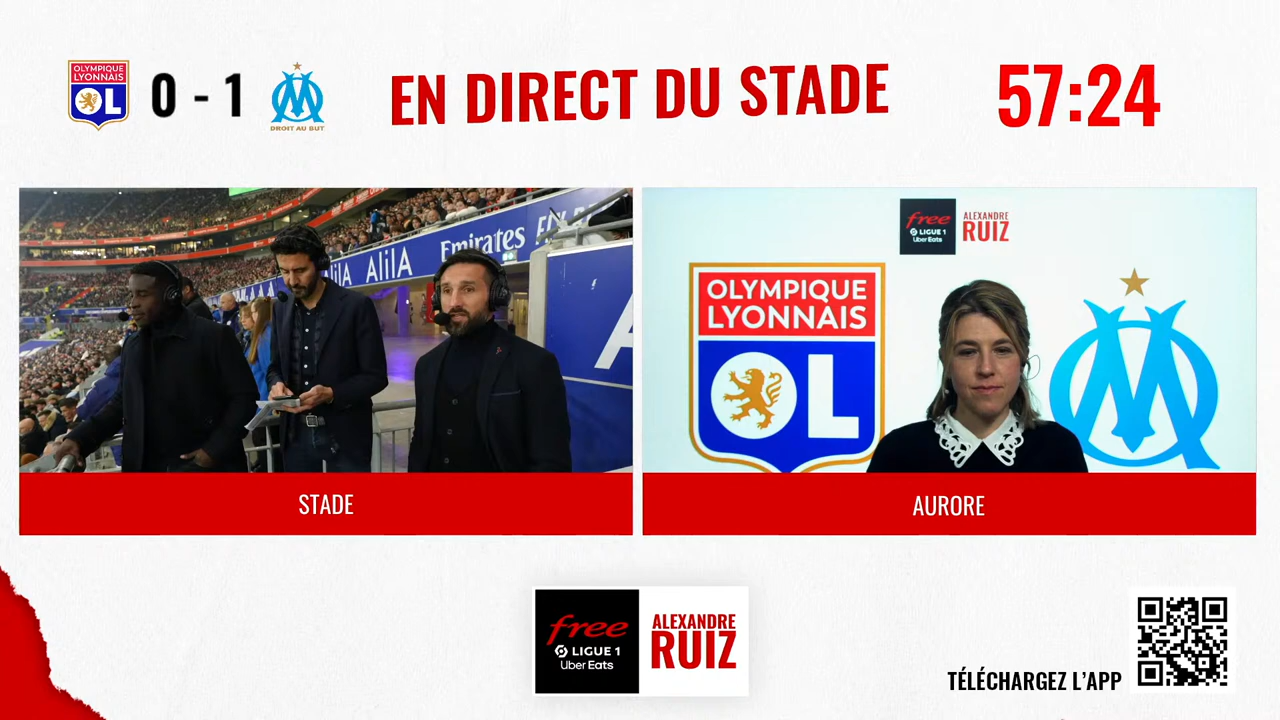 OLYMPIQUE
LYONNAIS
OL
0 - 1
DROIT AU BUT
EN DIRECT DU STADE
57:24
Emirates
AlilA
free
LIGUE 1
Uber Eats
ALEXANDRE
RUIZ
OLYMPIQUE
LYONNAIS
OL
STADE
AURORE
free
LIGUE 1
Uber Eats
ALEXANDRE
RUIZ
TÉLÉCHARGEZ L'APP